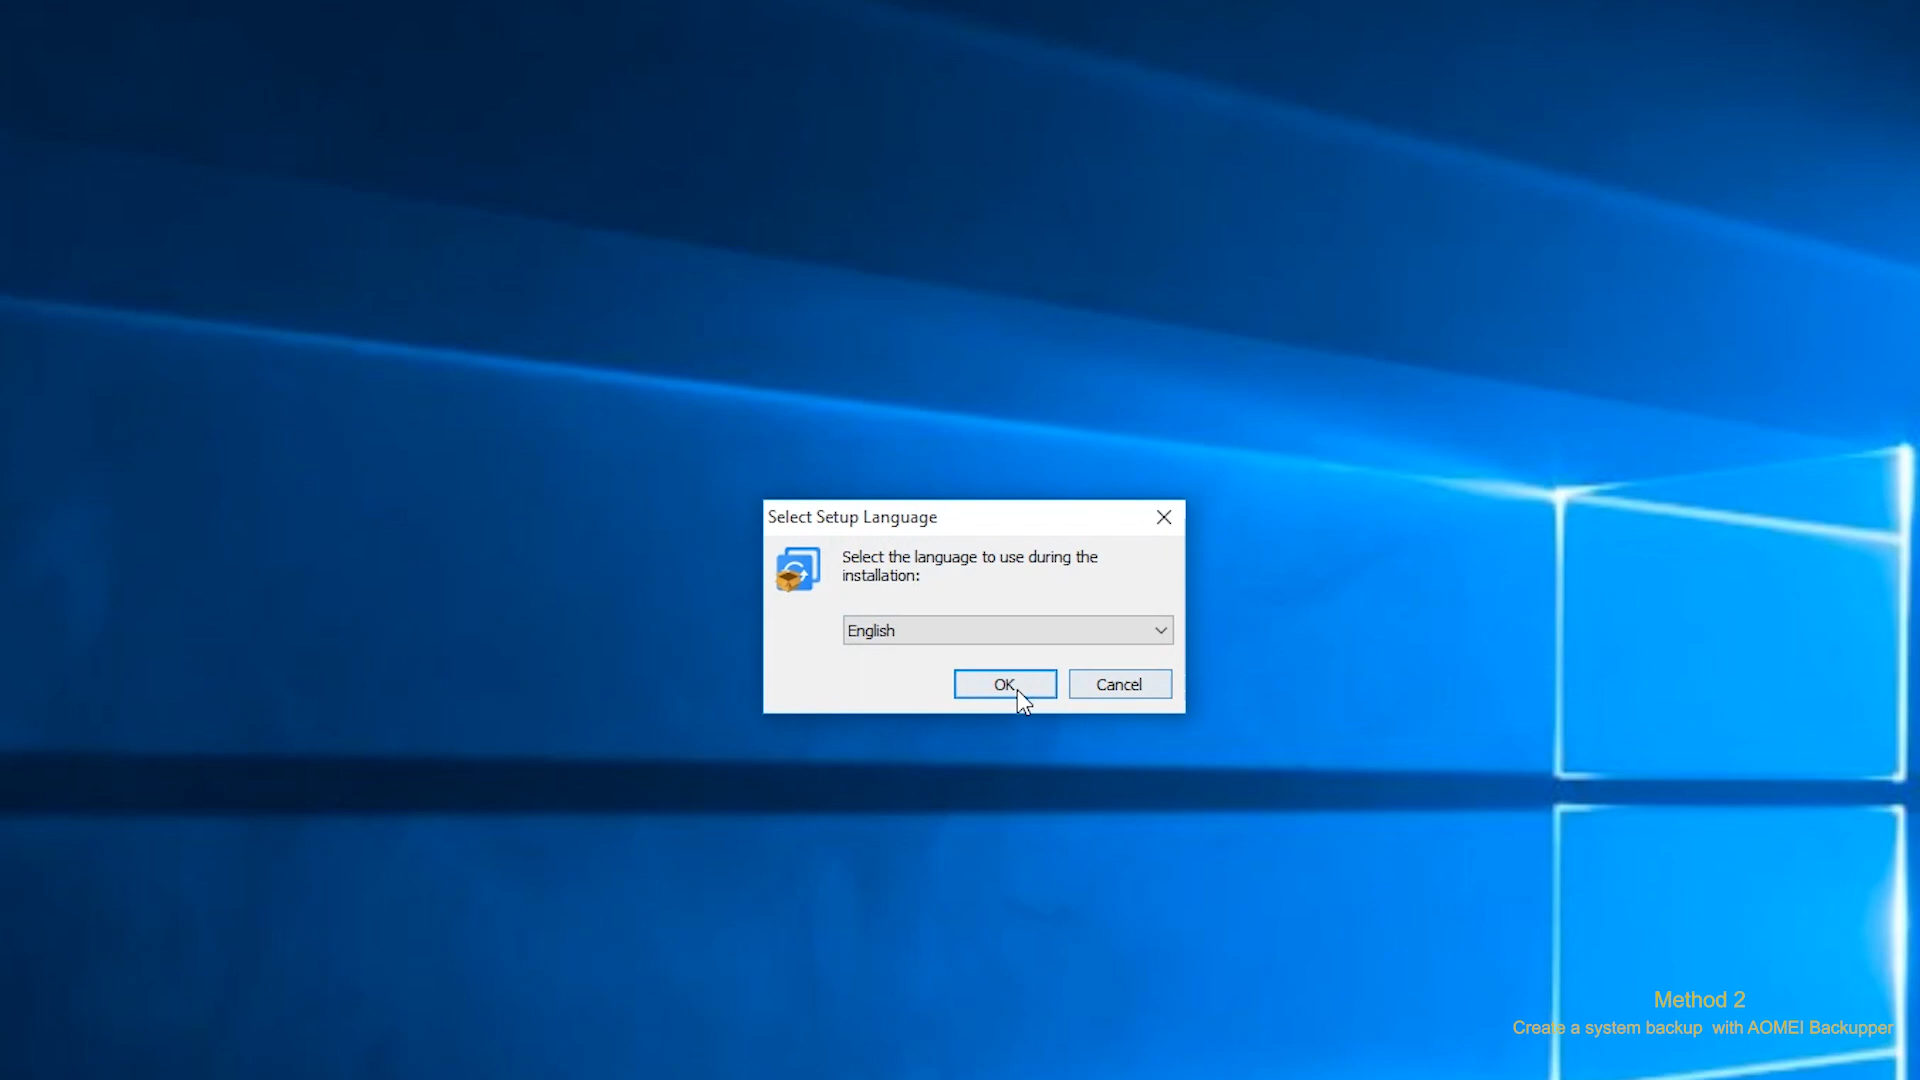 Select Setup Language
Select the language to use during the
installation:
English
OK
Cancel
Method 2
Create a system backup with AOMEI Backupper